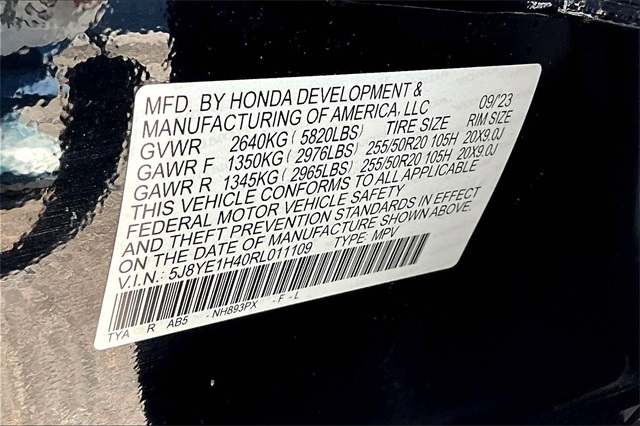 MFD. BY HONDA DEVELOPMENT &
MANUFACTURING OF AMERICA, LLC 09/'23
GVWR 2640KG ( 5820LBS) TIRE SIZE RIM SIZE
GAWR F 1350KG ( 2976LBS) 255/50R20 105H 20X9.0J
GAWR R 1345KG ( 2965LBS) 255/50R20 105H 20X9.0J
THIS VEHICLE CONFORMS TO ALL APPLICABLE
FEDERAL MOTOR VEHICLE SAFETY
AND THEFT PREVENTION STANDARDS IN EFFECT
ON THE DATE OF MANUFACTURE SHOWN ABOVE.
V.I.N.: 5J8YE1H40RL011109 TYPE: MPV
TYA R AB5 - NH893PX - F - L